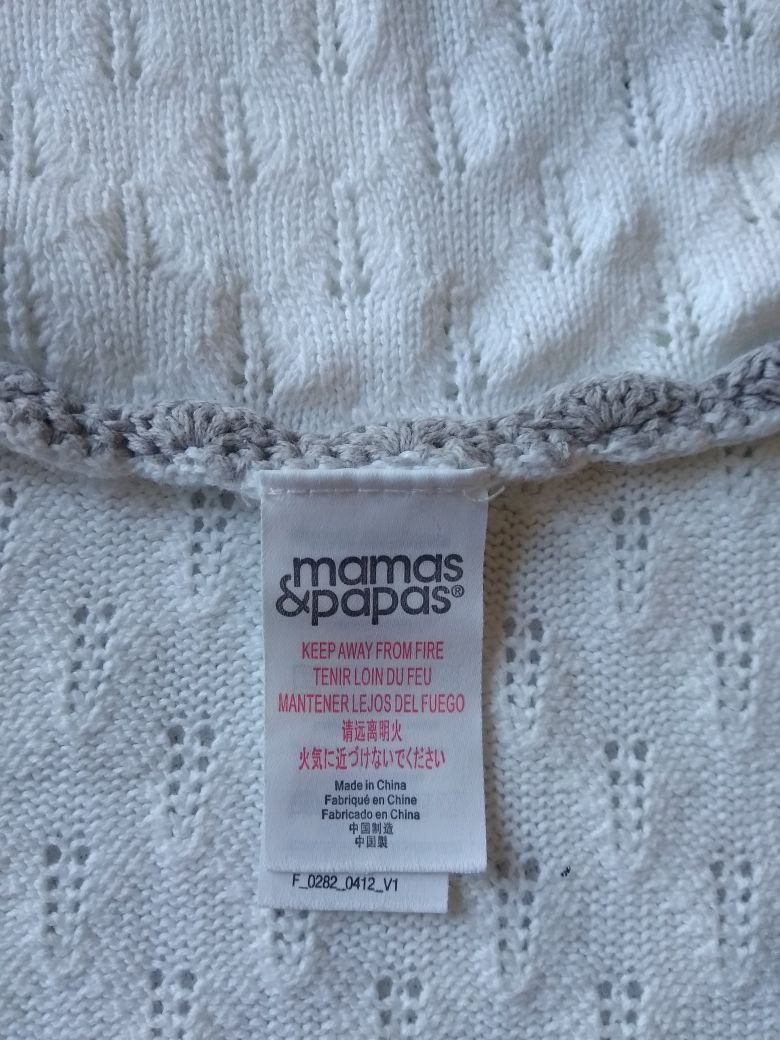 mamas
&papas®
KEEP AWAY FROM FIRE
TENIR LOIN DU FEU
MANTENER LEJOS DEL FUEGO
请远离明火
火気に近づけないでください
Made in China
Fabriqué en Chine
Fabricado en China
中国制造
中国製
F_0282_0412_V1